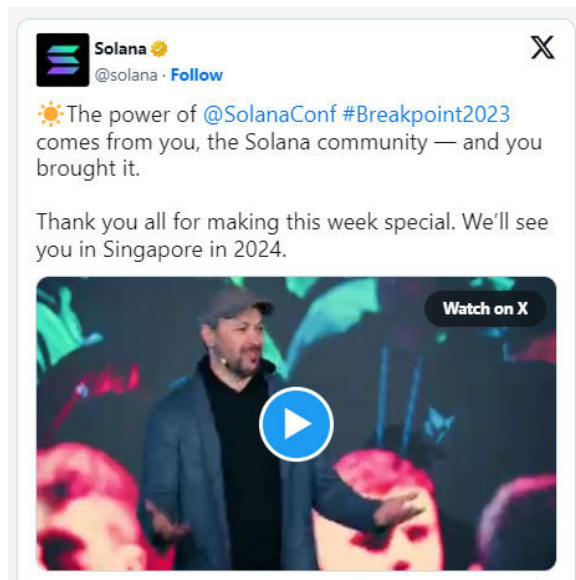 Solana
@solana · Follow
☀️The power of @SolanaConf #Breakpoint2023
comes from you, the Solana community — and you
brought it.
Thank you all for making this week special. We’ll see
you in Singapore in 2024.
Watch on X